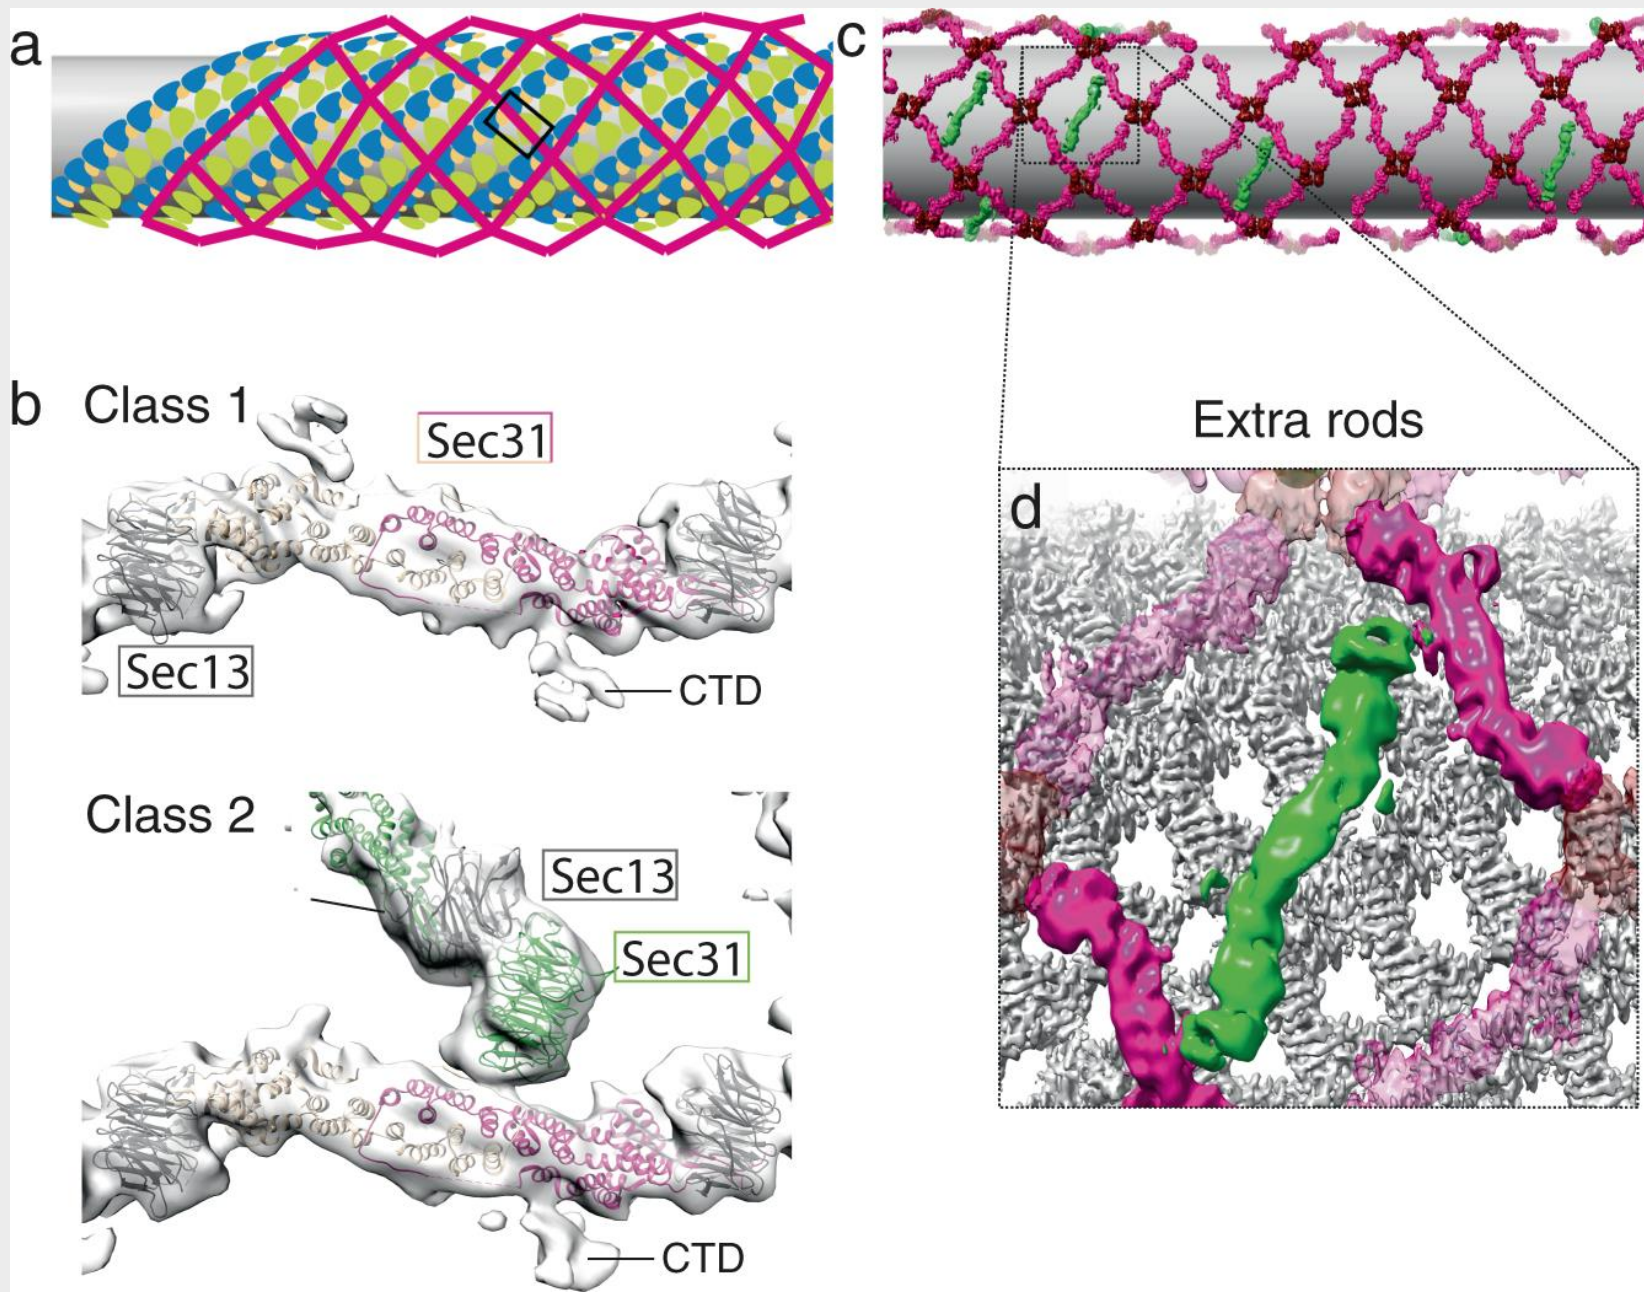 a
c
b
Class 1
Sec31
Extra rods
d
Sec13
CTD
Class 2
Sec13
Sec31
CTD